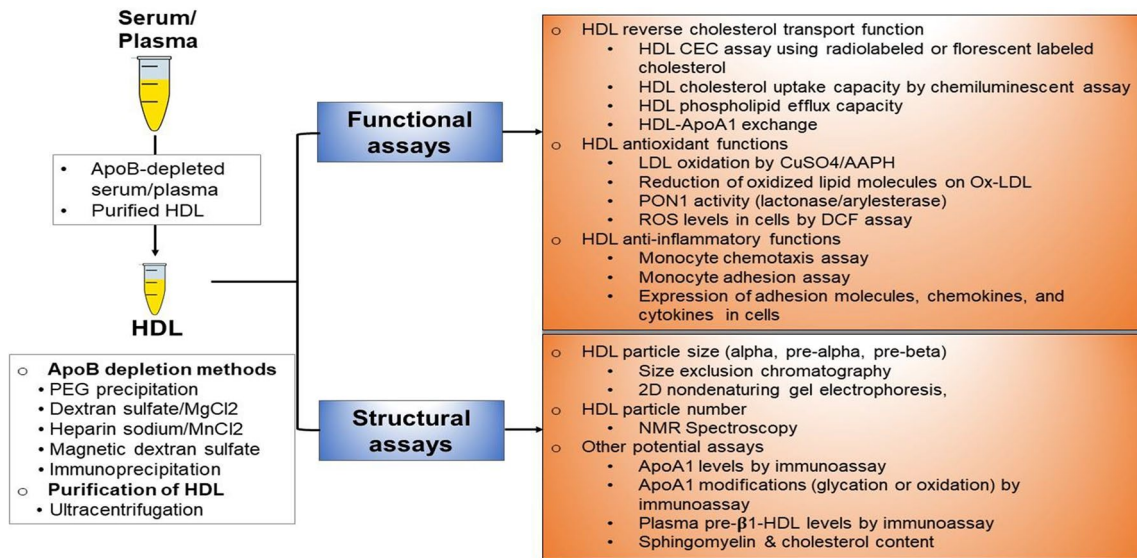 Serum/
Plasma
• ApoB-depleted
serum/plasma
• Purified HDL
HDL
o ApoB depletion methods
• PEG precipitation
• Dextran sulfate/MgCl2
• Heparin sodium/MnCl2
• Magnetic dextran sulfate
• Immunoprecipitation
o Purification of HDL
• Ultracentrifugation
Functional
assays
o HDL reverse cholesterol transport function
• HDL CEC assay using radiolabeled or florescent labeled
cholesterol
• HDL cholesterol uptake capacity by chemiluminescent assay
• HDL phospholipid efflux capacity
• HDL-ApoA1 exchange
o HDL antioxidant functions
• LDL oxidation by CuSO4/AAPH
• Reduction of oxidized lipid molecules on Ox-LDL
• PON1 activity (lactonase/arylesterase)
• ROS levels in cells by DCF assay
o HDL anti-inflammatory functions
• Monocyte chemotaxis assay
• Monocyte adhesion assay
• Expression of adhesion molecules, chemokines, and
cytokines in cells
Structural
assays
o HDL particle size (alpha, pre-alpha, pre-beta)
• Size exclusion chromatography
• 2D nondenaturing gel electrophoresis,
o HDL particle number
• NMR Spectroscopy
o Other potential assays
• ApoA1 levels by immunoassay
• ApoA1 modifications (glycation or oxidation) by
immunoassay
• Plasma pre-β1-HDL levels by immunoassay
• Sphingomyelin & cholesterol content